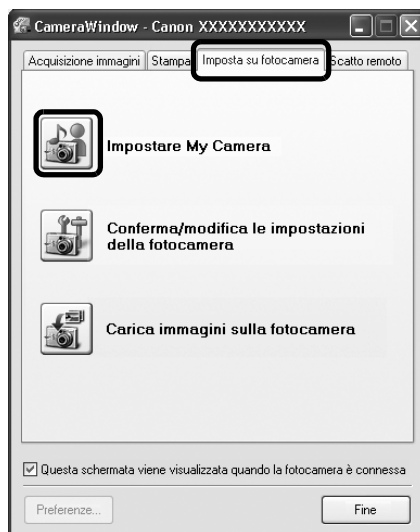 CameraWindow - Canon XXXXXXXXXXX
Acquisizione immagini Stampa Imposta su fotocamera Scatto remoto
Impostare My Camera
Conferma/modifica le impostazioni
della fotocamera
Carica immagini sulla fotocamera
Questa schermata viene visualizzata quando la fotocamera è connessa
Preferenze... Fine